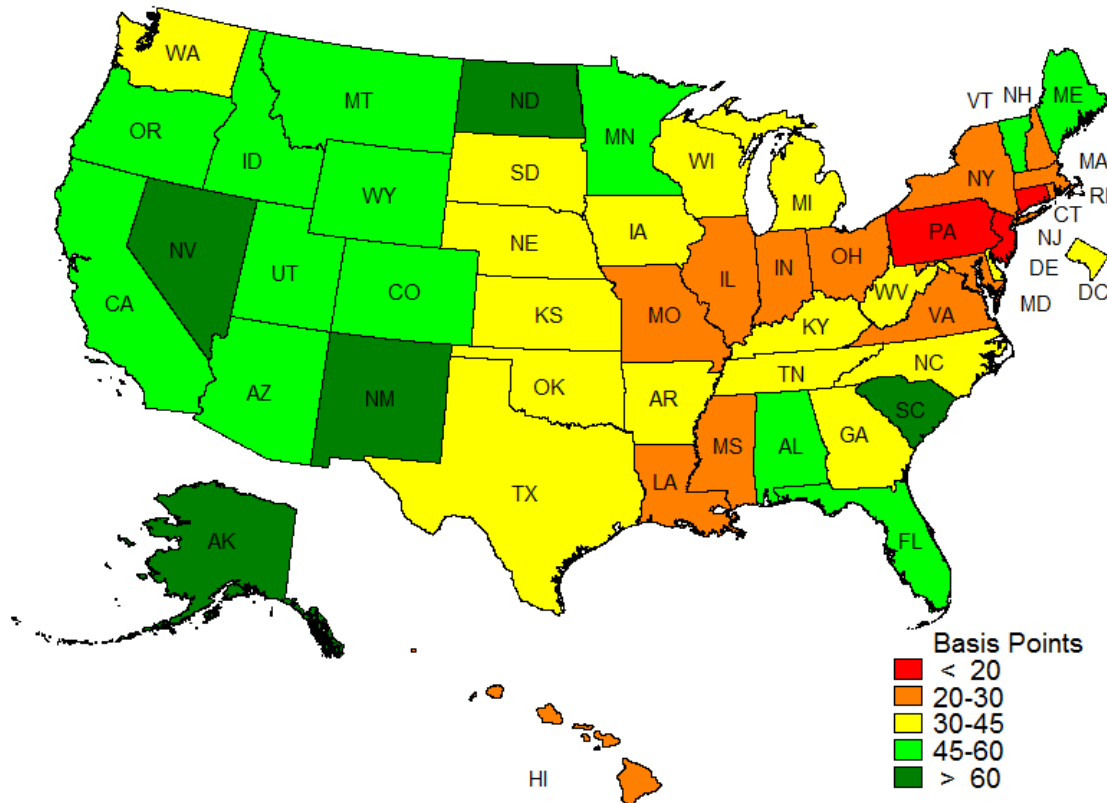 WA
MT
ND
MN
VT
NH
ME
OR
ID
WY
SD
WI
MI
NY
MA
RI
CT
NJ
DE
DC
MD
NV
UT
CO
NE
IA
IL
IN
OH
PA
CA
KS
MO
KY
WV
VA
AZ
NM
OK
AR
TN
NC
SC
TX
LA
MS
AL
GA
FL
AK
HI
Basis Points
< 20
20-30
30-45
45-60
> 60